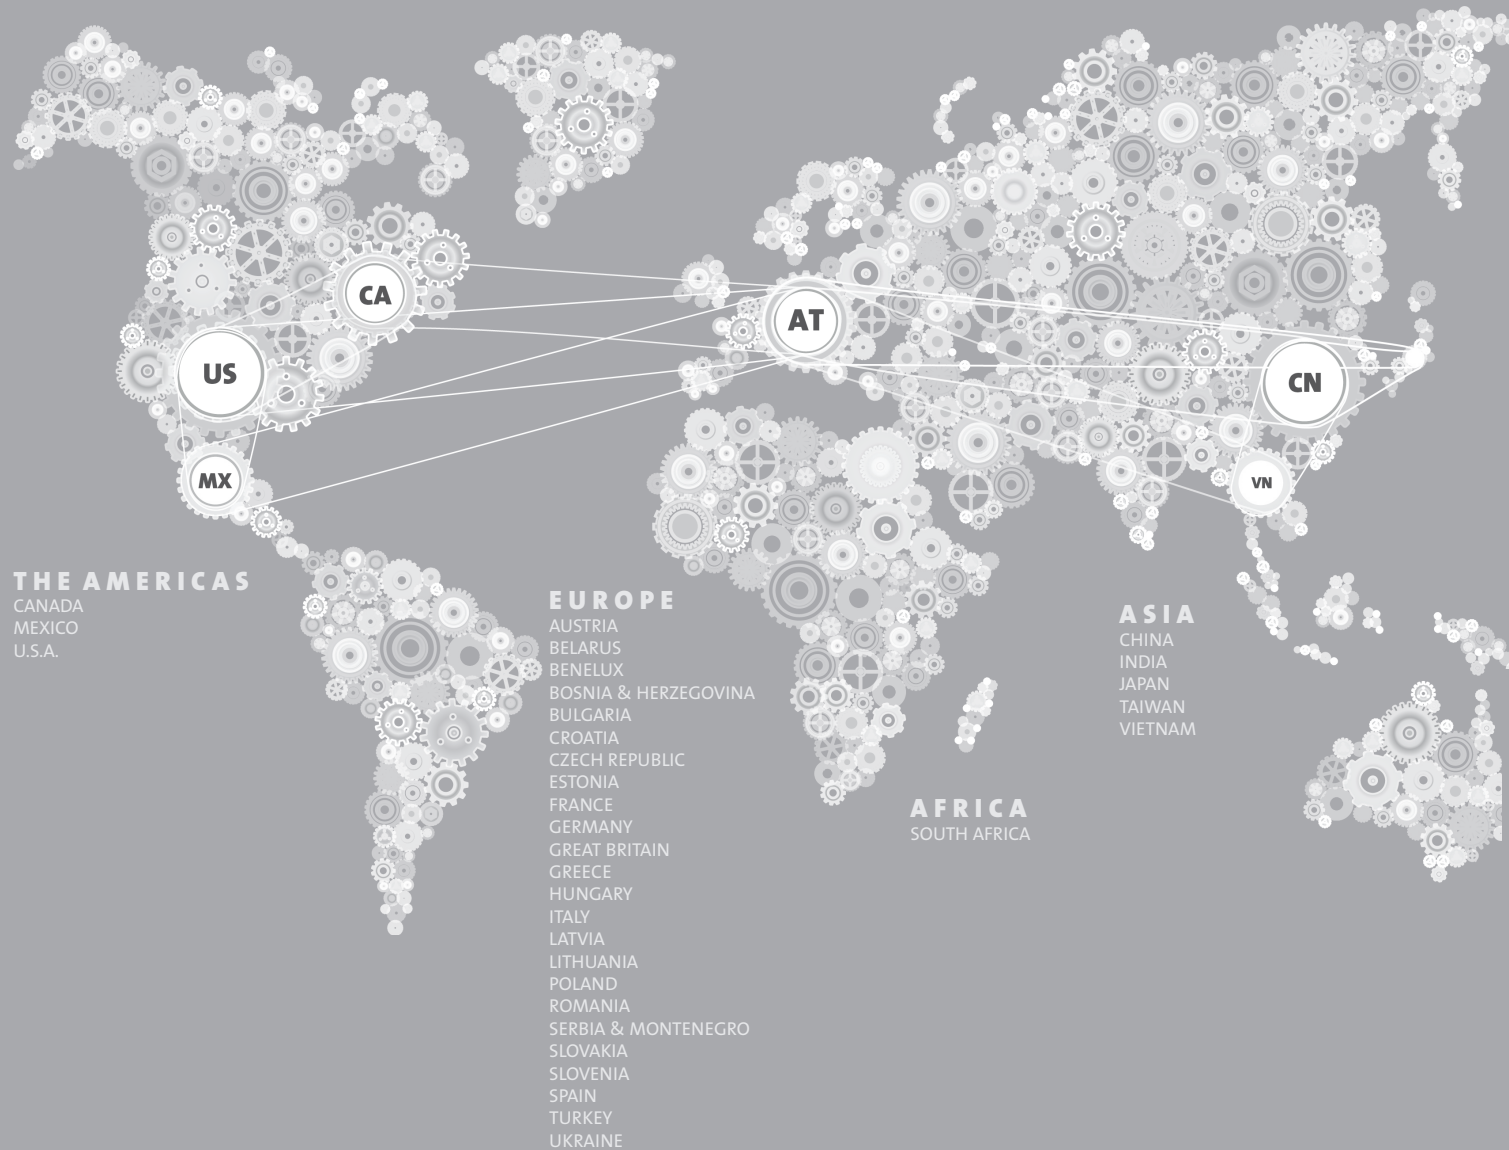 CA
AT
US
CN
MX
VN
THE AMERICAS
CANADA
MEXICO
U.S.A.
EUROPE
AUSTRIA
BELARUS
BENELUX
BOSNIA & HERZEGOVINA
BULGARIA
CROATIA
CZECH REPUBLIC
ESTONIA
FRANCE
GERMANY
GREAT BRITAIN
GREECE
HUNGARY
ITALY
LATVIA
LITHUANIA
POLAND
ROMANIA
SERBIA & MONTENEGRO
SLOVAKIA
SLOVENIA
SPAIN
TURKEY
UKRAINE
AFRICA
SOUTH AFRICA
ASIA
CHINA
INDIA
JAPAN
TAIWAN
VIETNAM